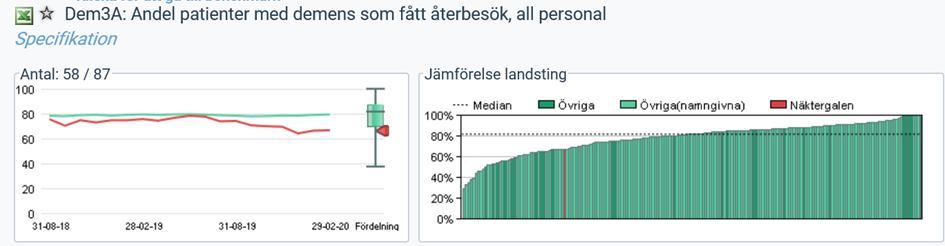 Dem3A: Andel patienter med demens som fått återbesök, all personal
Specifikation
Antal: 58 / 87
100
80
60
40
20
0
31-08-18 28-02-19 31-08-19 29-02-20 Fördelning
Jämförelse landsting
Median Övriga Övriga(namngivna) Näktergalen
100%
80%
60%
40%
20%
0%